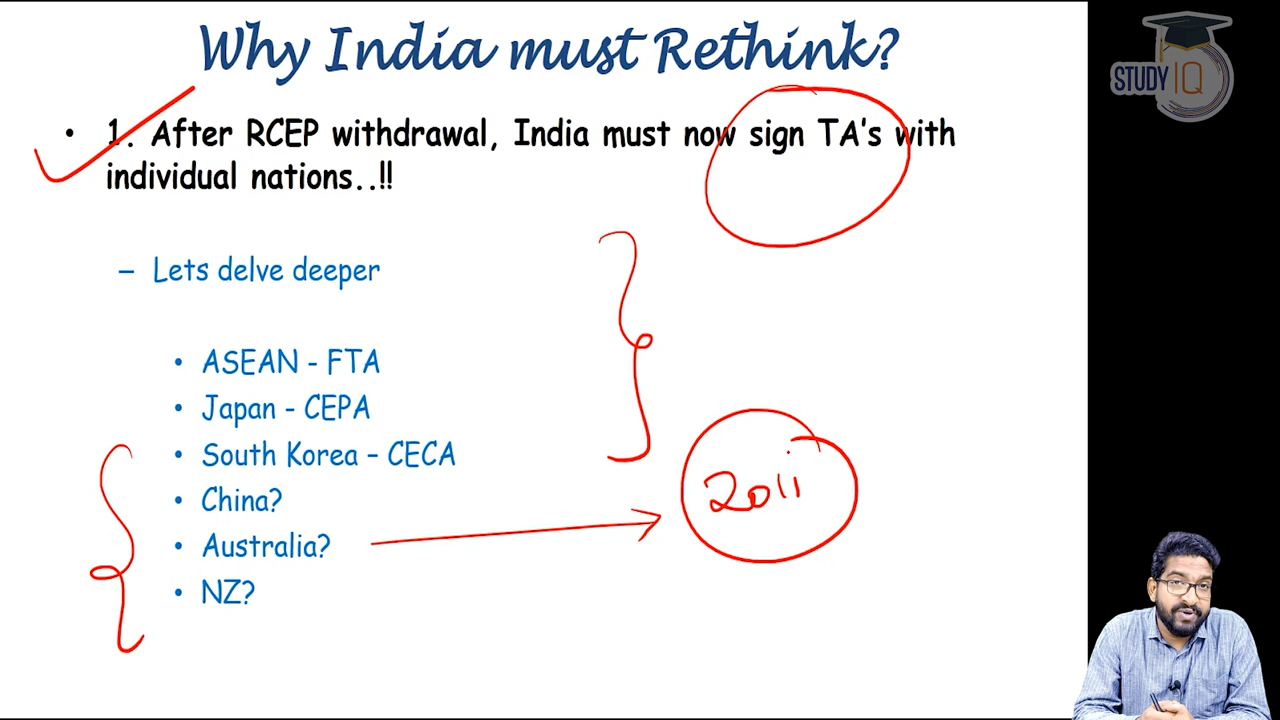 Why India must Rethink?
STUDY IQ
• 1. After RCEP withdrawal, India must now sign TA's with
individual nations..!!
– Lets delve deeper
• ASEAN - FTA
• Japan - CEPA
• South Korea – CECA
• China?
2011
• Australia?
• NZ?